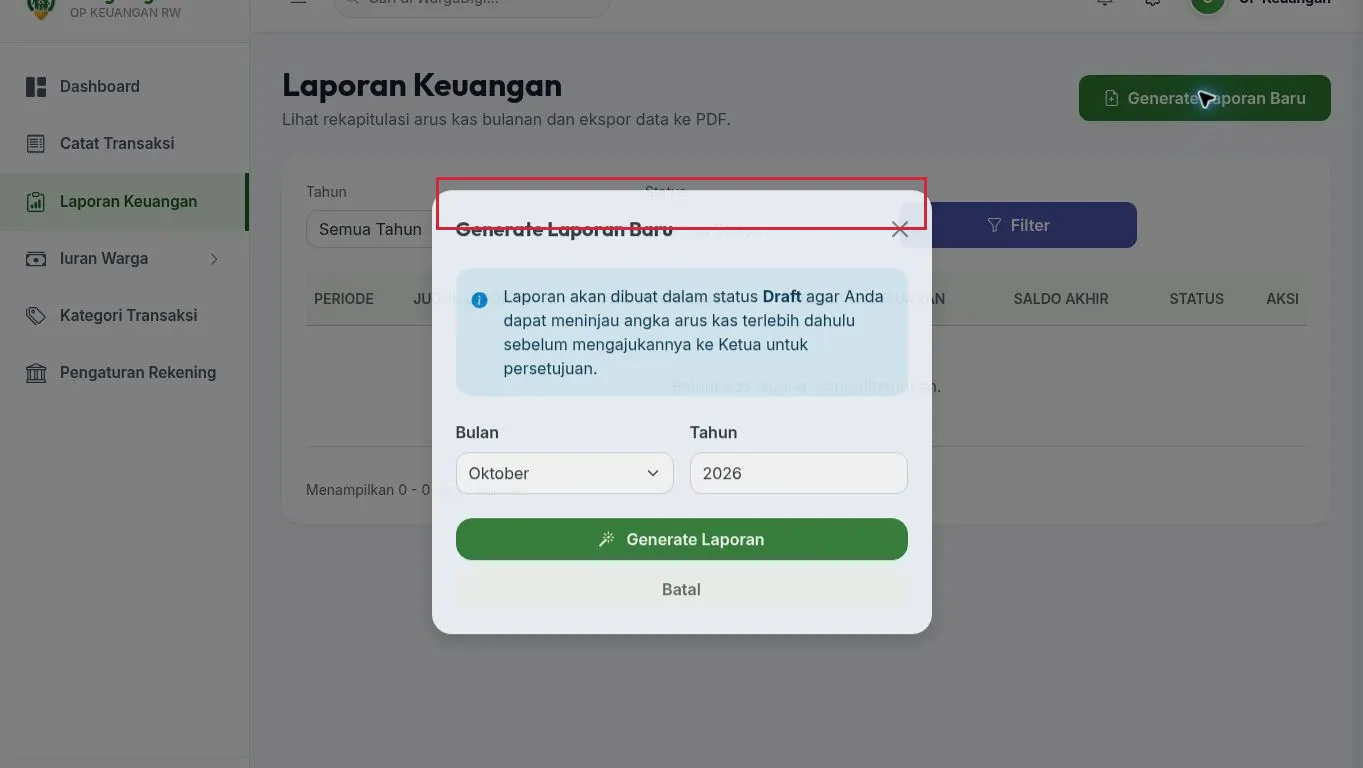 OP KEUANGAN RW
Dashboard
Catat Transaksi
Laporan Keuangan
Iuran Warga
Kategori Transaksi
Pengaturan Rekening
Laporan Keuangan
Lihat rekapitulasi arus kas bulanan dan ekspor data ke PDF.
Generate Laporan Baru
Tahun
Status
Semua Tahun
Filter
PERIODE
SALDO AKHIR
STATUS
AKSI
Menampilkan 0 - 0
Generate Laporan Baru
Laporan akan dibuat dalam status Draft agar Anda
dapat meninjau angka arus kas terlebih dahulu
sebelum mengajukannya ke Ketua untuk
persetujuan.
Bulan
Tahun
Oktober
2026
Generate Laporan
Batal